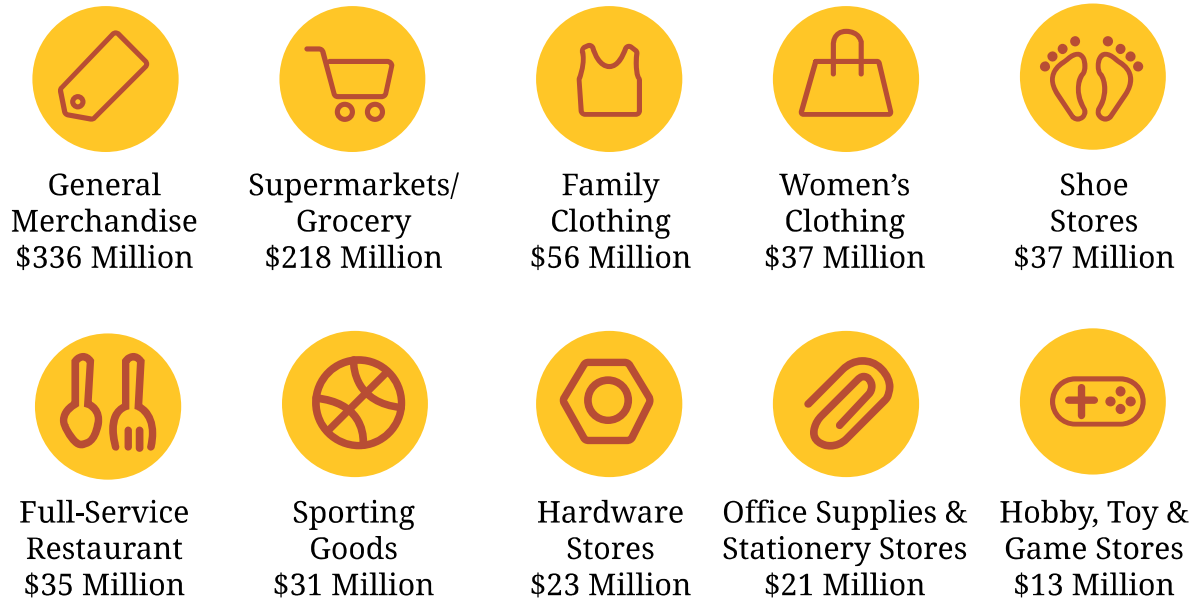 General
Merchandise
$336 Million
Supermarkets/
Grocery
$218 Million
Family
Clothing
$56 Million
Women’s
Clothing
$37 Million
Shoe
Stores
$37 Million
Full-Service
Restaurant
$35 Million
Sporting
Goods
$31 Million
Hardware
Stores
$23 Million
Office Supplies &
Stationery Stores
$21 Million
Hobby, Toy &
Game Stores
$13 Million